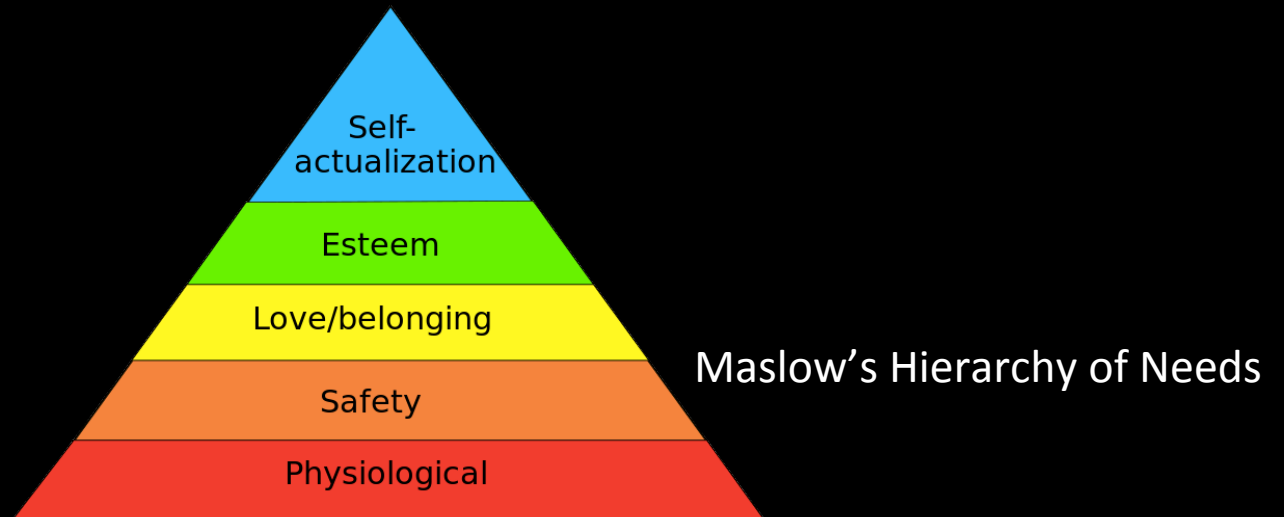 Self-
actualization
Esteem
Love/belonging
Safety
Physiological
Maslow’s Hierarchy of Needs